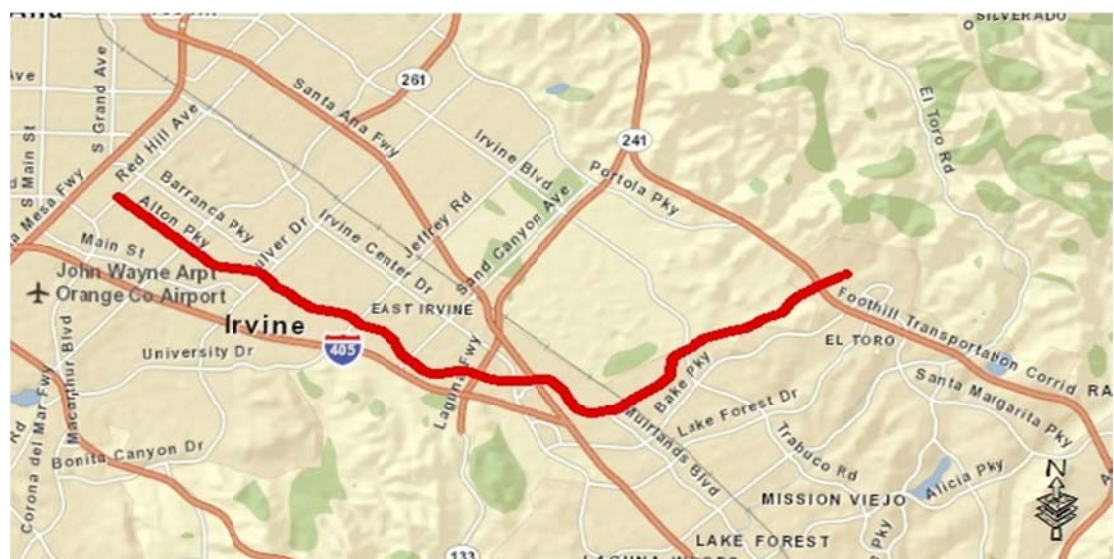 SILVERADO
261
Santa Ana Fwy
241
El Toro Rd
Irvine Blvd
Portola Pky
S Grand Ave
Red Hill Ave
S Main St
Mesa Fwy
Barranca Pky
Alton Pky
Jeffrey Rd
Sand Canyon Ave
Irvine Center Dr
Main St
John Wayne Arpt
Orange Co Airport
EAST IRVINE
Irvine
405
University Dr
Macarthur Blvd
Corona del Mar Fwy
Bonita Canyon Dr
Foothill Transportation Corrid
EL TORO
Bake Pky
Lake Forest Dr
Muirlands Blvd
Trabuco Rd
Santa Margarita Pky
Alicia Pky
MISSION VIEJO
LAKE FOREST
N
133